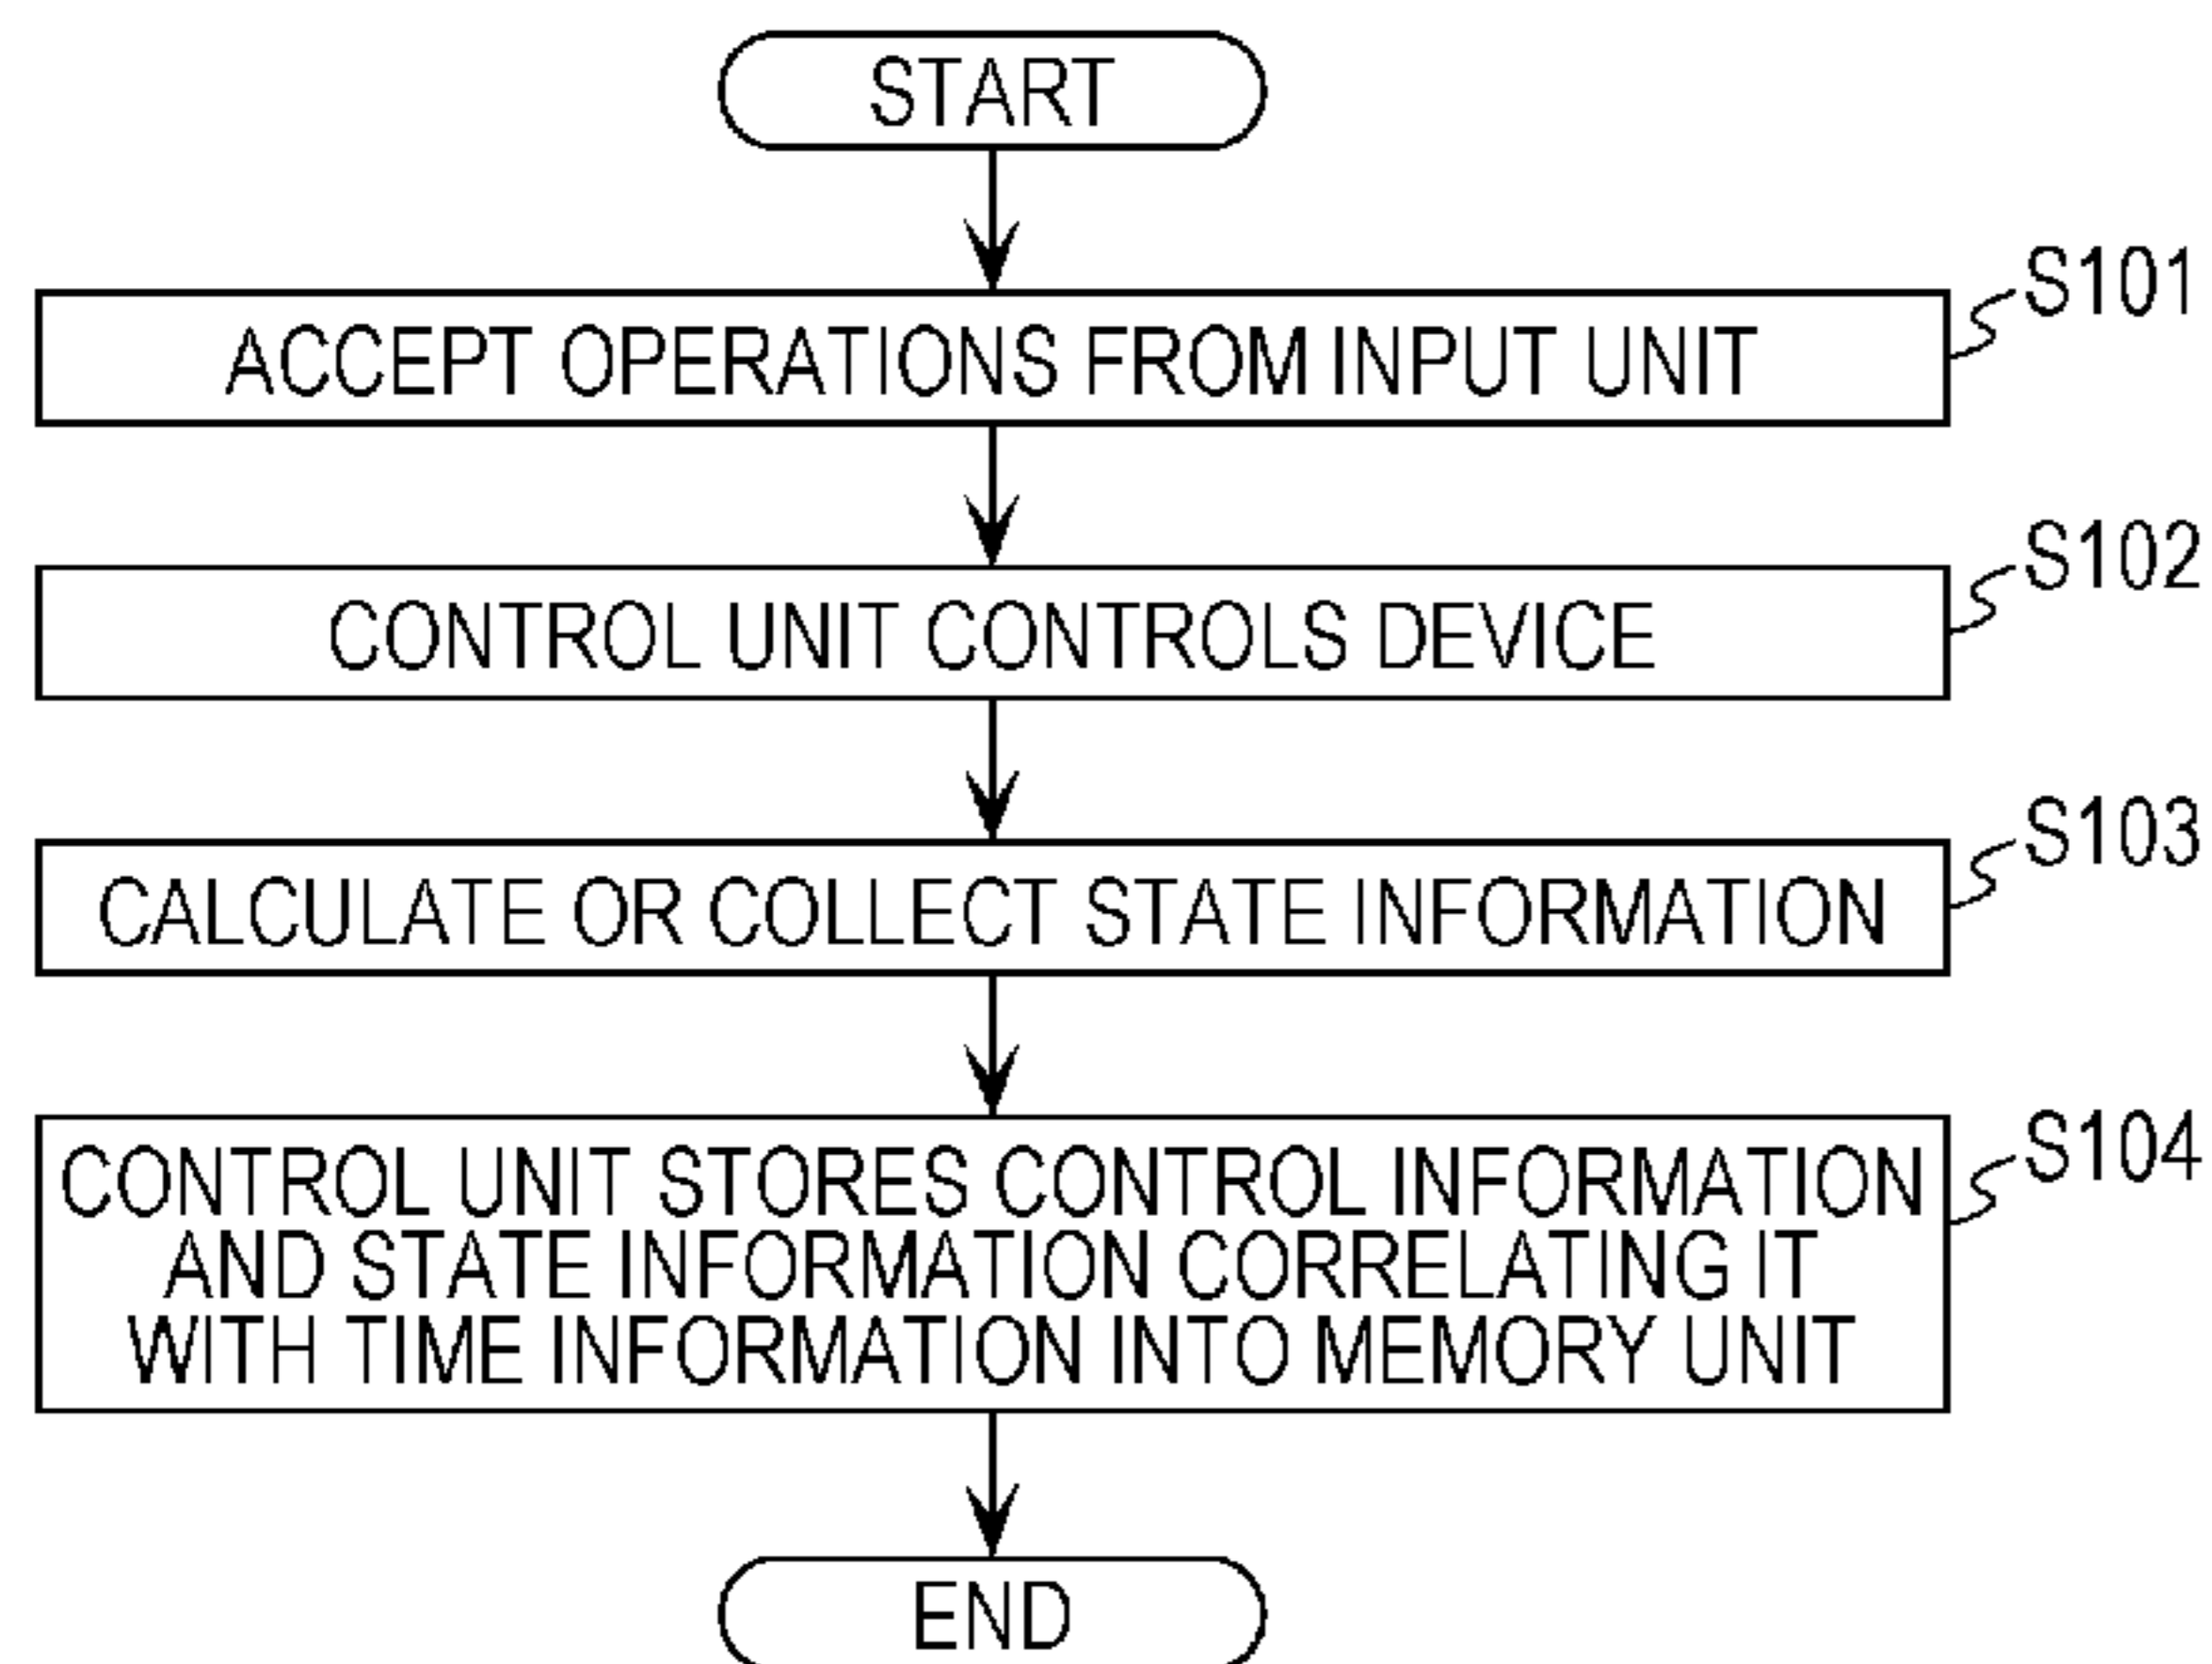 START
S101
ACCEPT OPERATIONS FROM INPUT UNIT
S102
CONTROL UNIT CONTROLS DEVICE
S103
CALCULATE OR COLLECT STATE INFORMATION
S104
CONTROL UNIT STORES CONTROL INFORMATION
AND STATE INFORMATION CORRELATING IT
WITH TIME INFORMATION INTO MEMORY UNIT
END